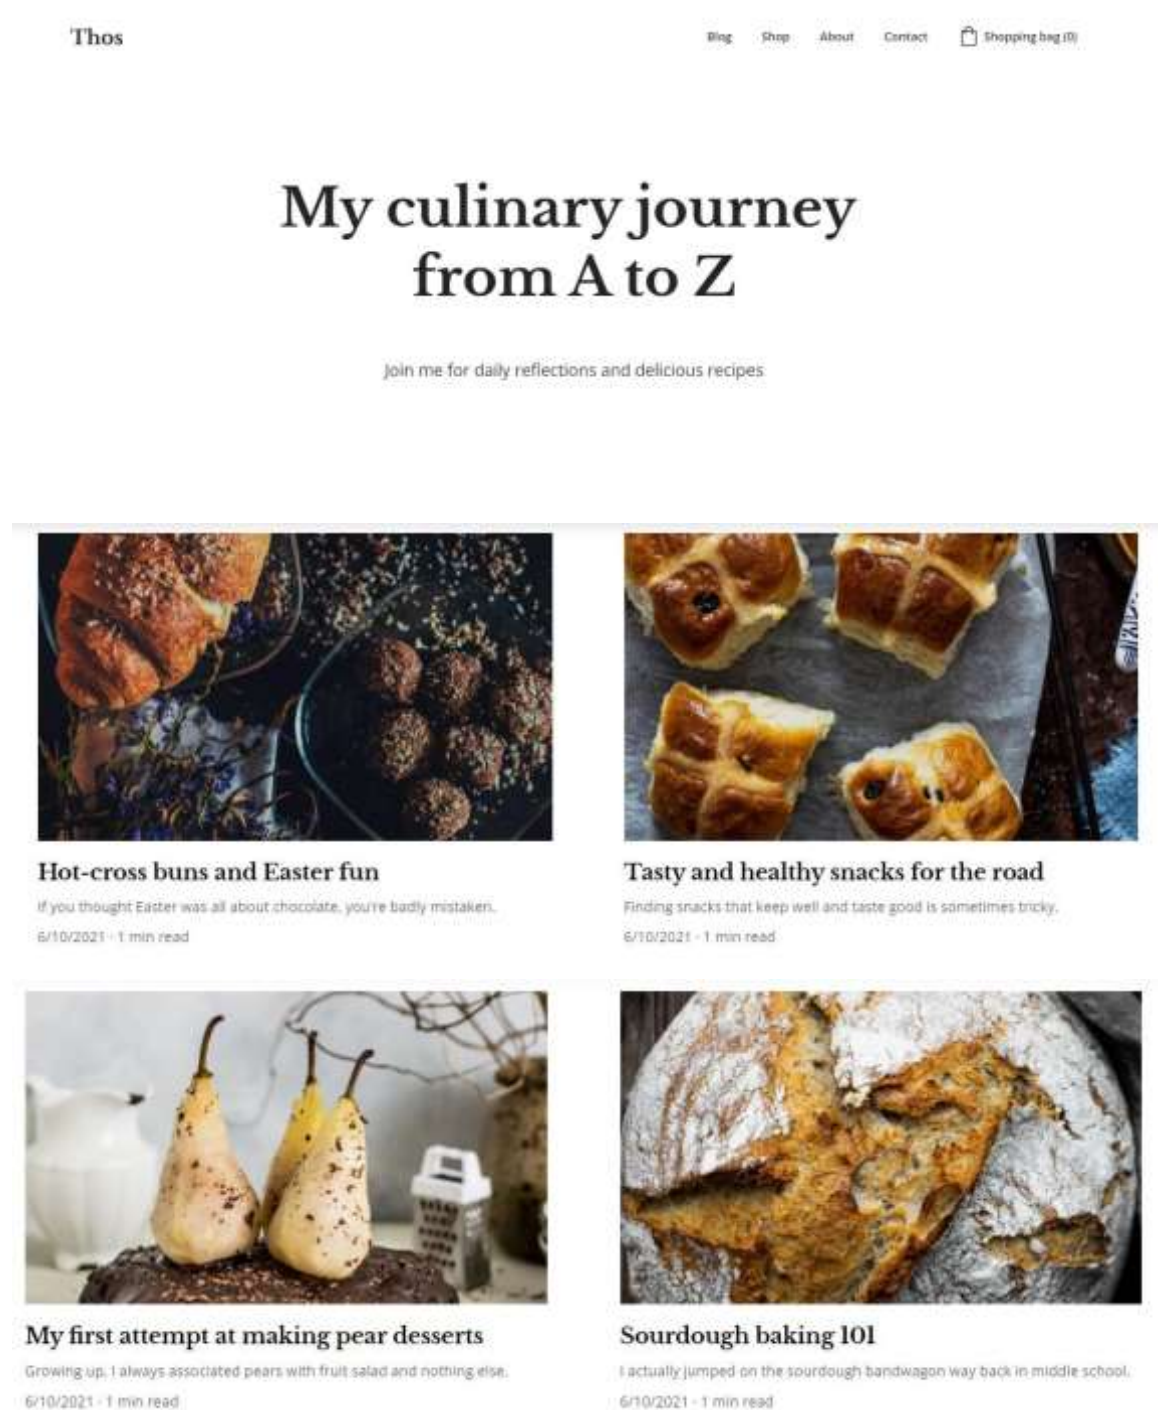 Thos
Blog Shop About Contact Shopping bag (0)
My culinary journey
from A to Z
Join me for daily reflections and delicious recipes
Hot-cross buns and Easter fun
If you thought Easter was all about chocolate, you're badly mistaken.
6/10/2021 · 1 min read
Tasty and healthy snacks for the road
Finding snacks that keep well and taste good is sometimes tricky.
6/10/2021 · 1 min read
My first attempt at making pear desserts
Growing up, I always associated pears with fruit salad and nothing else.
6/10/2021 · 1 min read
Sourdough baking 101
I actually jumped on the sourdough bandwagon way back in middle school.
6/10/2021 · 1 min read